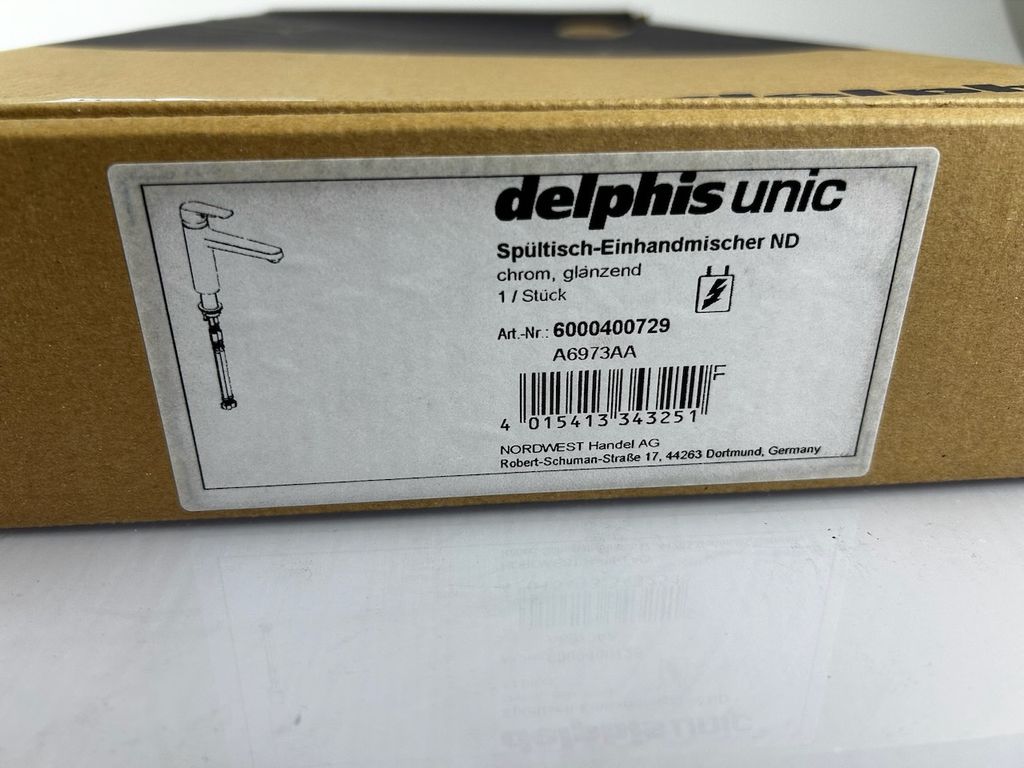 delphis unic
Spültisch-Einhandmischer ND
chrom, glänzend
1 / Stück
Art.-Nr.: 6000400729
A6973AA
F
4 015413 343251
NORDWEST Handel AG
Robert-Schuman-Straße 17, 44263 Dortmund, Germany